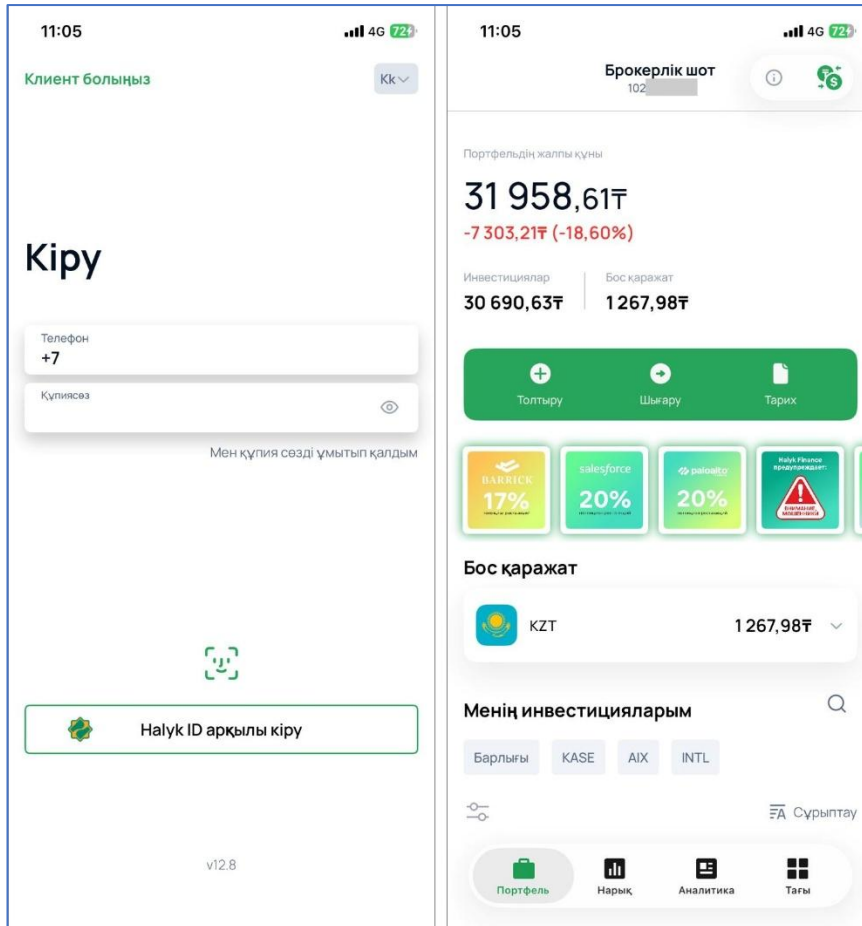 11:05
4G 72
Клиент болыңыз
Kk
Кіру
Телефон
+7
Құпиясөз
Мен құпия сөзді ұмытып қалдым
Halyk ID арқылы кіру
v12.8
11:05
4G 72
Брокерлік шот
102
Портфельдің жалпы құны
31 958,61₸
-7 303,21₸ (-18,60%)
Инвестициялар
Бос қаражат
30 690,63₸
1 267,98₸
Толтыру
Шығару
Тарих
BARRICK
17%
salesforce
20%
paloalto
20%
Halyk Finance
предупреждает:
ВНИМАНИЕ,
МОШЕННИКИ
Бос қаражат
KZT
1 267,98₸
Менің инвестицияларым
Барлығы
KASE
AIX
INTL
Сұрыптау
Портфель
Нарық
Аналитика
Тағы